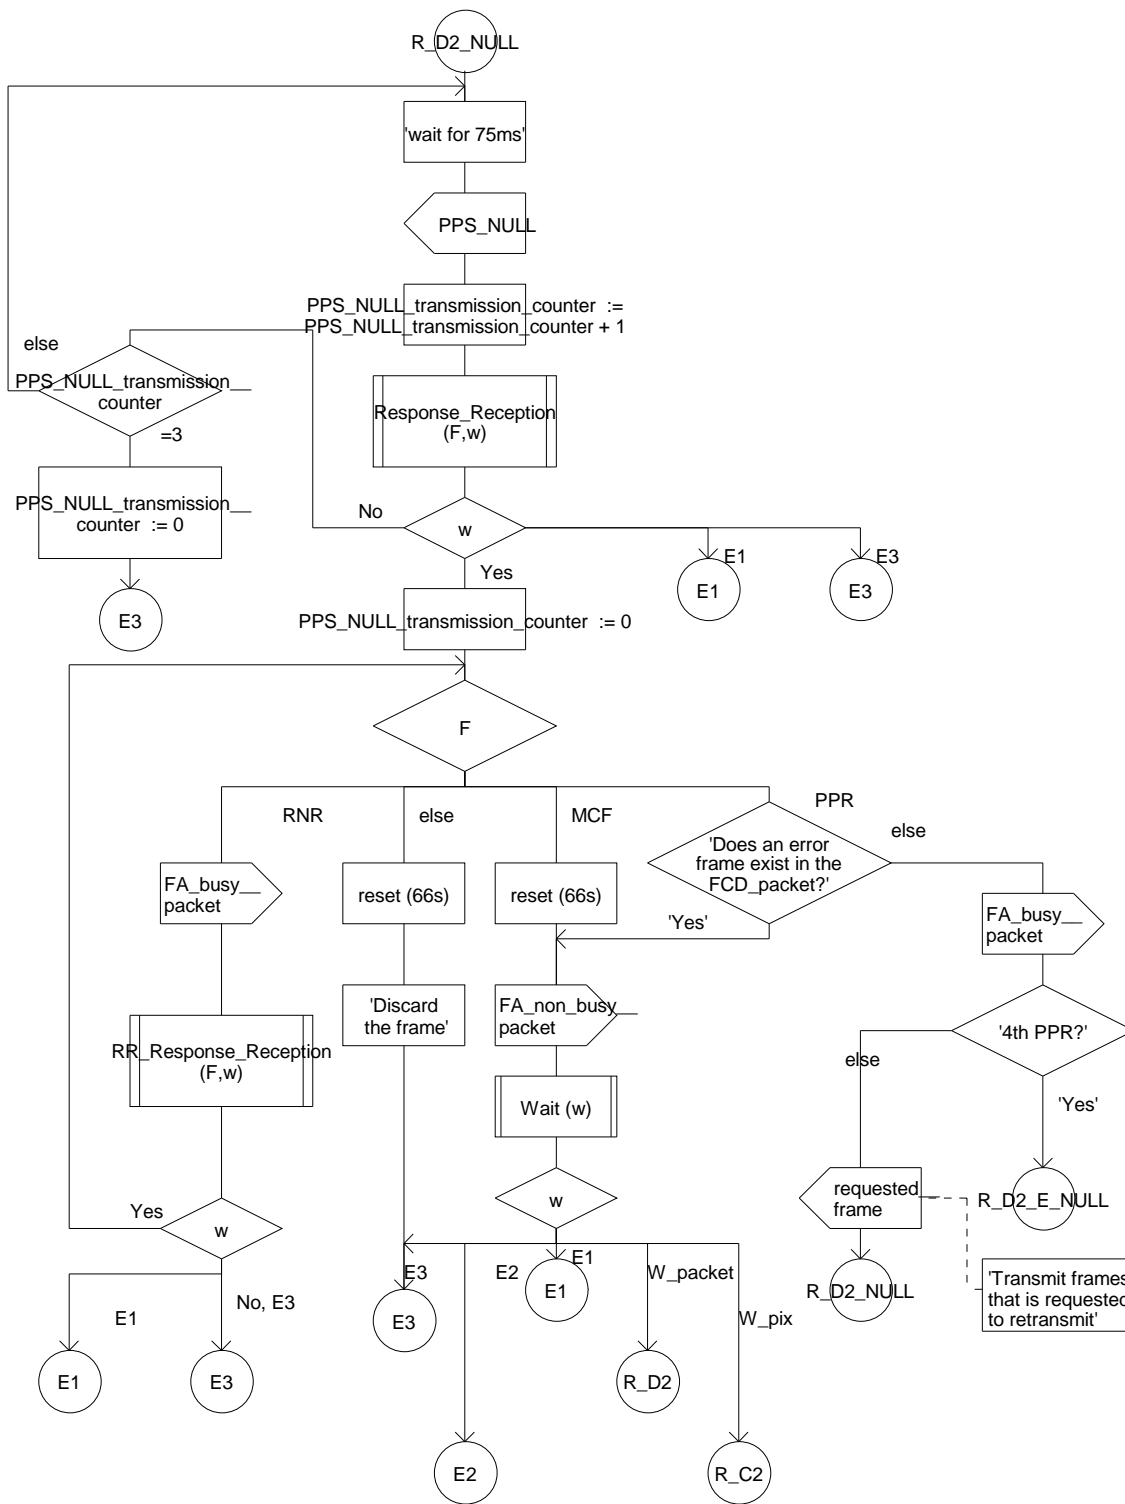 R_D2_NULL
'wait for 75ms'
PPS_NULL
PPS_NULL_transmission_counter :=
PPS_NULL_transmission_counter + 1
else
PPS_NULL_transmission__
counter
=3
Response_Reception
(F,w)
PPS_NULL_transmission__
counter := 0
No
w
Yes
E1
E3
E1
E3
E3
PPS_NULL_transmission_counter := 0
F
RNR
else
MCF
PPR
'Does an error
frame exist in the
FCD_packet?'
else
FA_busy__
packet
reset (66s)
reset (66s)
'Yes'
FA_busy__
packet
'Discard
the frame'
FA_non_busy__
packet
'4th PPR?'
RR_Response_Reception
(F,w)
else
Wait (w)
'Yes'
requested
frame
R_D2_E_NULL
Yes
w
w
E3
E2
E1
W_packet
E1
No, E3
E3
E1
W_pix
R_D2_NULL
'Transmit frames
that is requested
to retransmit'
E1
E3
R_D2
E2
R_C2